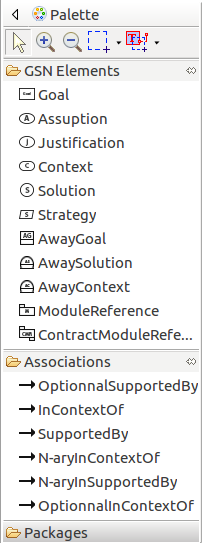 Palette
GSN Elements
Goal
Assuption
Justification
Context
Solution
Strategy
AwayGoal
AwaySolution
AwayContext
ModuleReference
ContractModuleRefe...
Associations
OptionnalSupportedBy
InContextOf
SupportedBy
N-aryInContextOf
N-aryInSupportedBy
OptionnalInContextOf
Packages